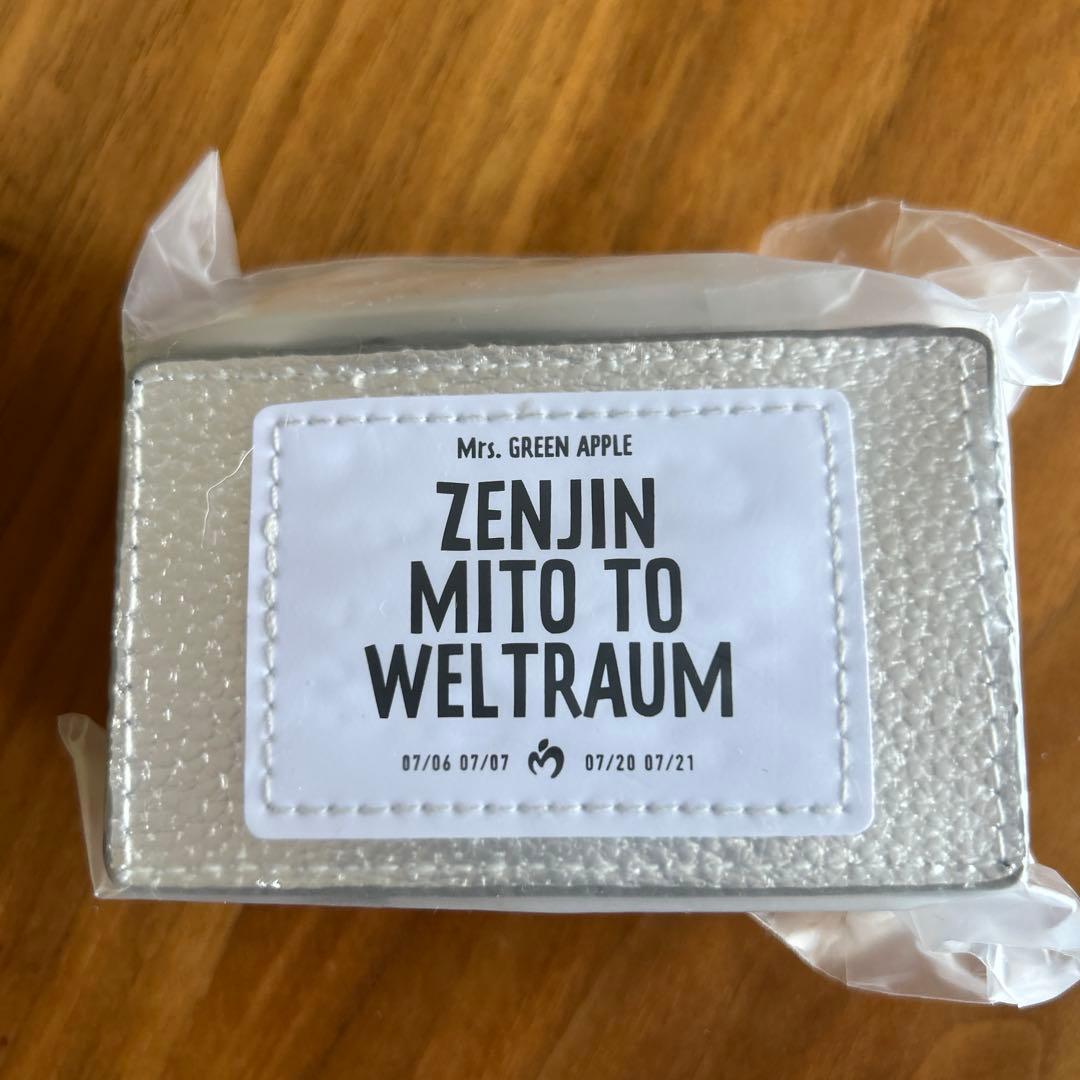 Mrs. GREEN APPLE
ZENJIN
MITO TO
WELTRAUM
07/06 07/07 07/20 07/21